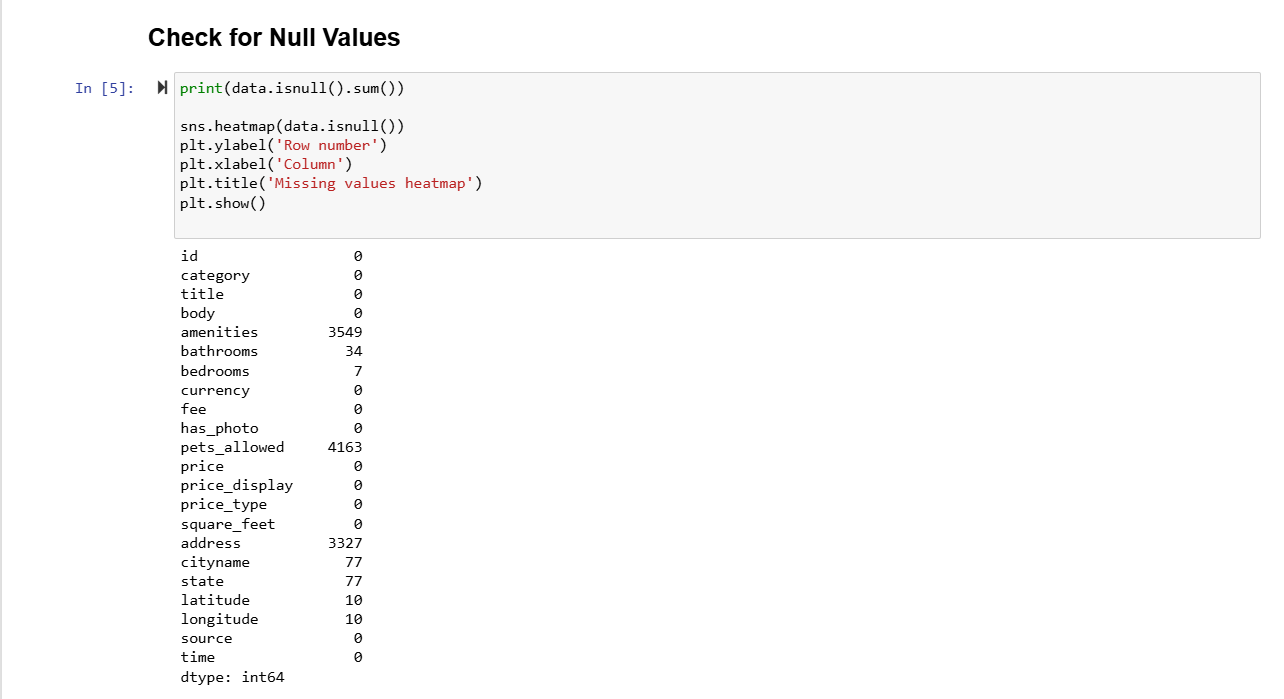 Check for Null Values
In [5]:
print(data.isnull().sum())
sns.heatmap(data.isnull())
plt.ylabel('Row number')
plt.xlabel('Column')
plt.title('Missing values heatmap')
plt.show()
id 0
category 0
title 0
body 0
amenities 3549
bathrooms 34
bedrooms 7
currency 0
fee 0
has_photo 0
pets_allowed 4163
price 0
price_display 0
price_type 0
square_feet 0
address 3327
cityname 77
state 77
latitude 10
longitude 10
source 0
time 0
dtype: int64